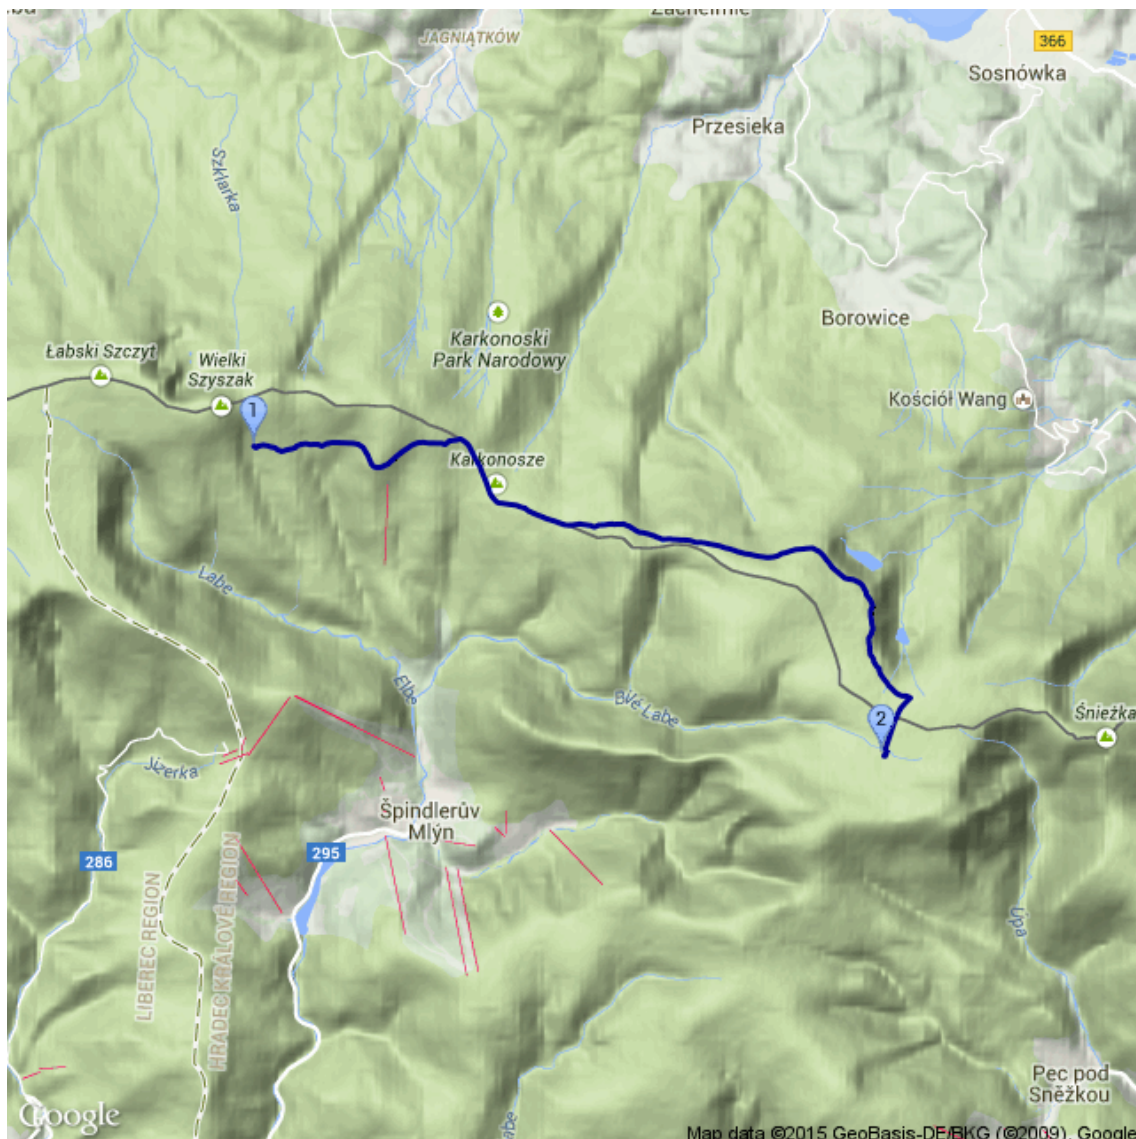 Zachełmie
JAGNIĄTKÓW
366
Sosnówka
Przesieka
Szklarka
Karkonoski
Park Narodowy
Borowice
Łabski Szczyt
Wielki
Szyszak
Kościół Wang
1
Karkonosze
Labe
Elbe
Bílé Labe
2
Śnieżka
Jizerka
Špindlerův
Mlýn
295
286
LIBEREC REGION
HRADEC KRÁLOVÉ REGION
Úpa
Pec pod
Sněžkou
Google
Map data ©2015 GeoBasis-DE/BKG (©2009), Google